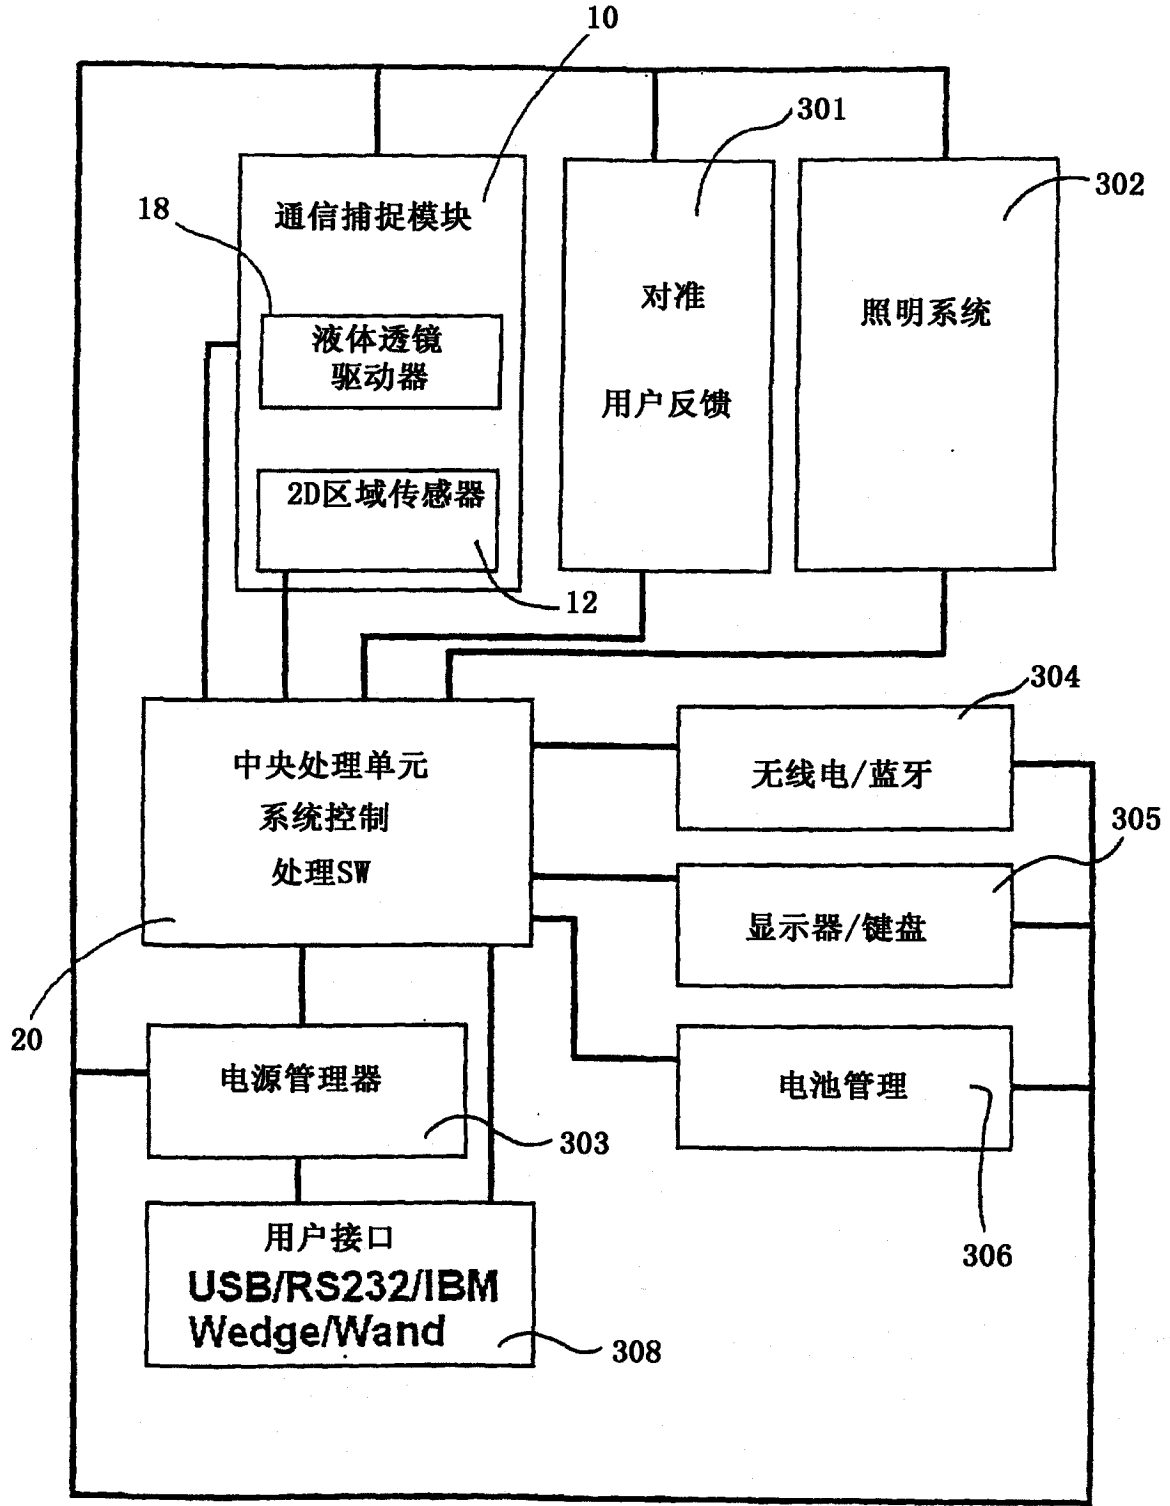 10
301
302
18
通信捕捉模块
对准
照明系统
液体透镜
驱动器
用户反馈
2D区域传感器
12
304
中央处理单元
无线电/蓝牙
系统控制
305
处理SW
显示器/键盘
20
电源管理器
电池管理
303
用户接口
306
USB/RS232/IBM
Wedge/Wand
308